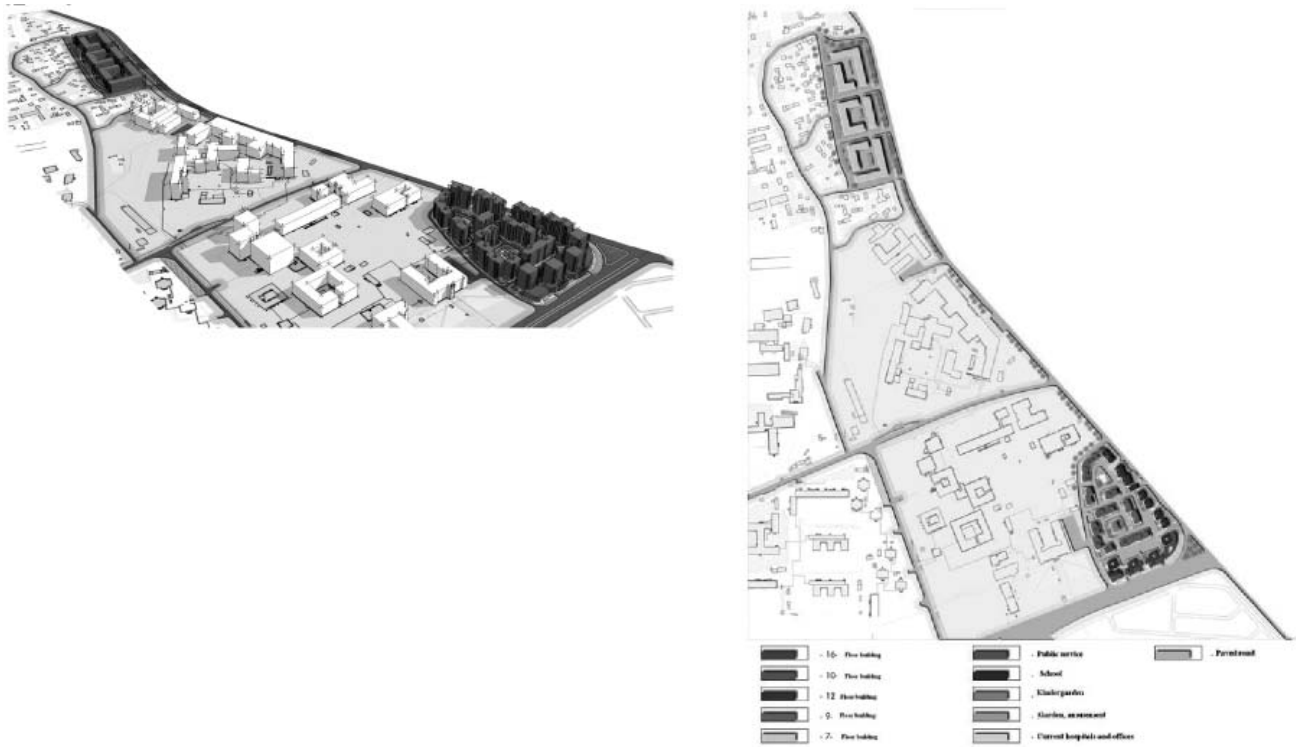 - 16- Floor building
- 10- Floor building
- 12 Floor building
- 9- Floor building
- 7- Floor building
- Public service
- School
- Kindergarden
- Garden, amusement
- Current hospitals and offices
- Paved road